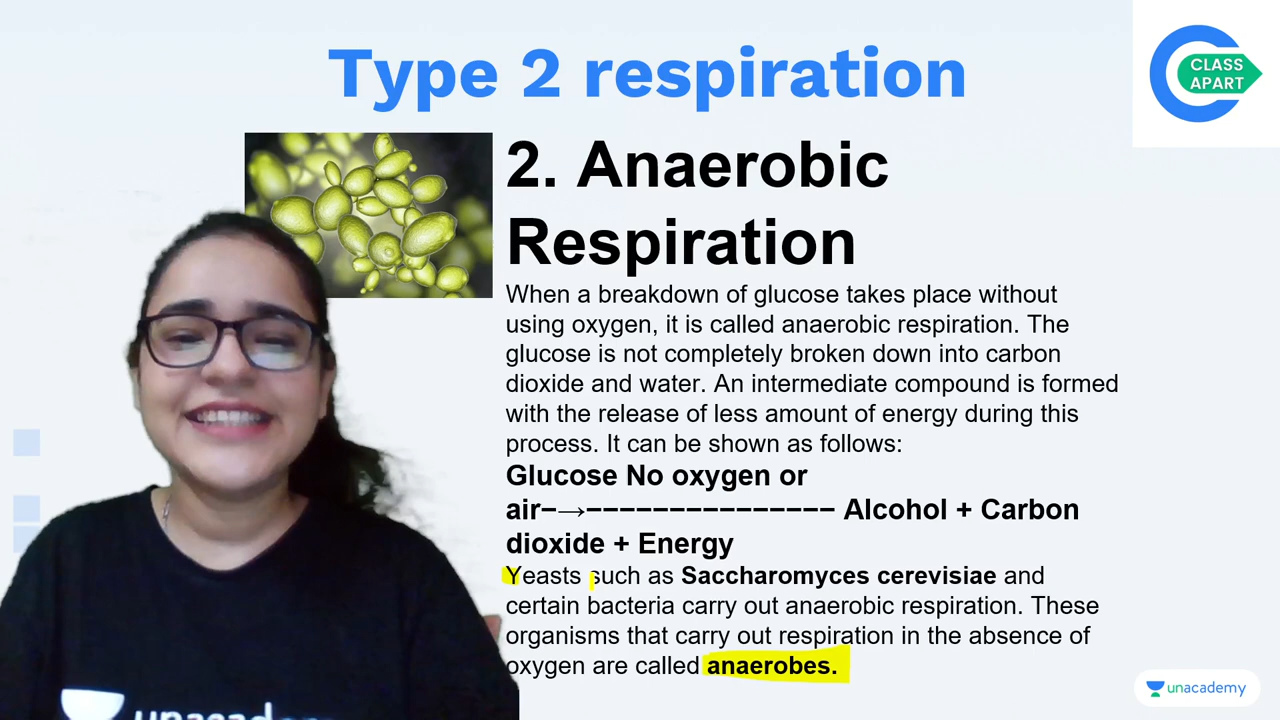 Type 2 respiration
CLASS
APART
2. Anaerobic
Respiration
When a breakdown of glucose takes place without
using oxygen, it is called anaerobic respiration. The
glucose is not completely broken down into carbon
dioxide and water. An intermediate compound is formed
with the release of less amount of energy during this
process. It can be shown as follows:
Glucose No oxygen or
air−→−−−−−−−−−−−−−−− Alcohol + Carbon
dioxide + Energy
Yeasts such as Saccharomyces cerevisiae and
certain bacteria carry out anaerobic respiration. These
organisms that carry out respiration in the absence of
oxygen are called anaerobes.
unacademy
unacademy